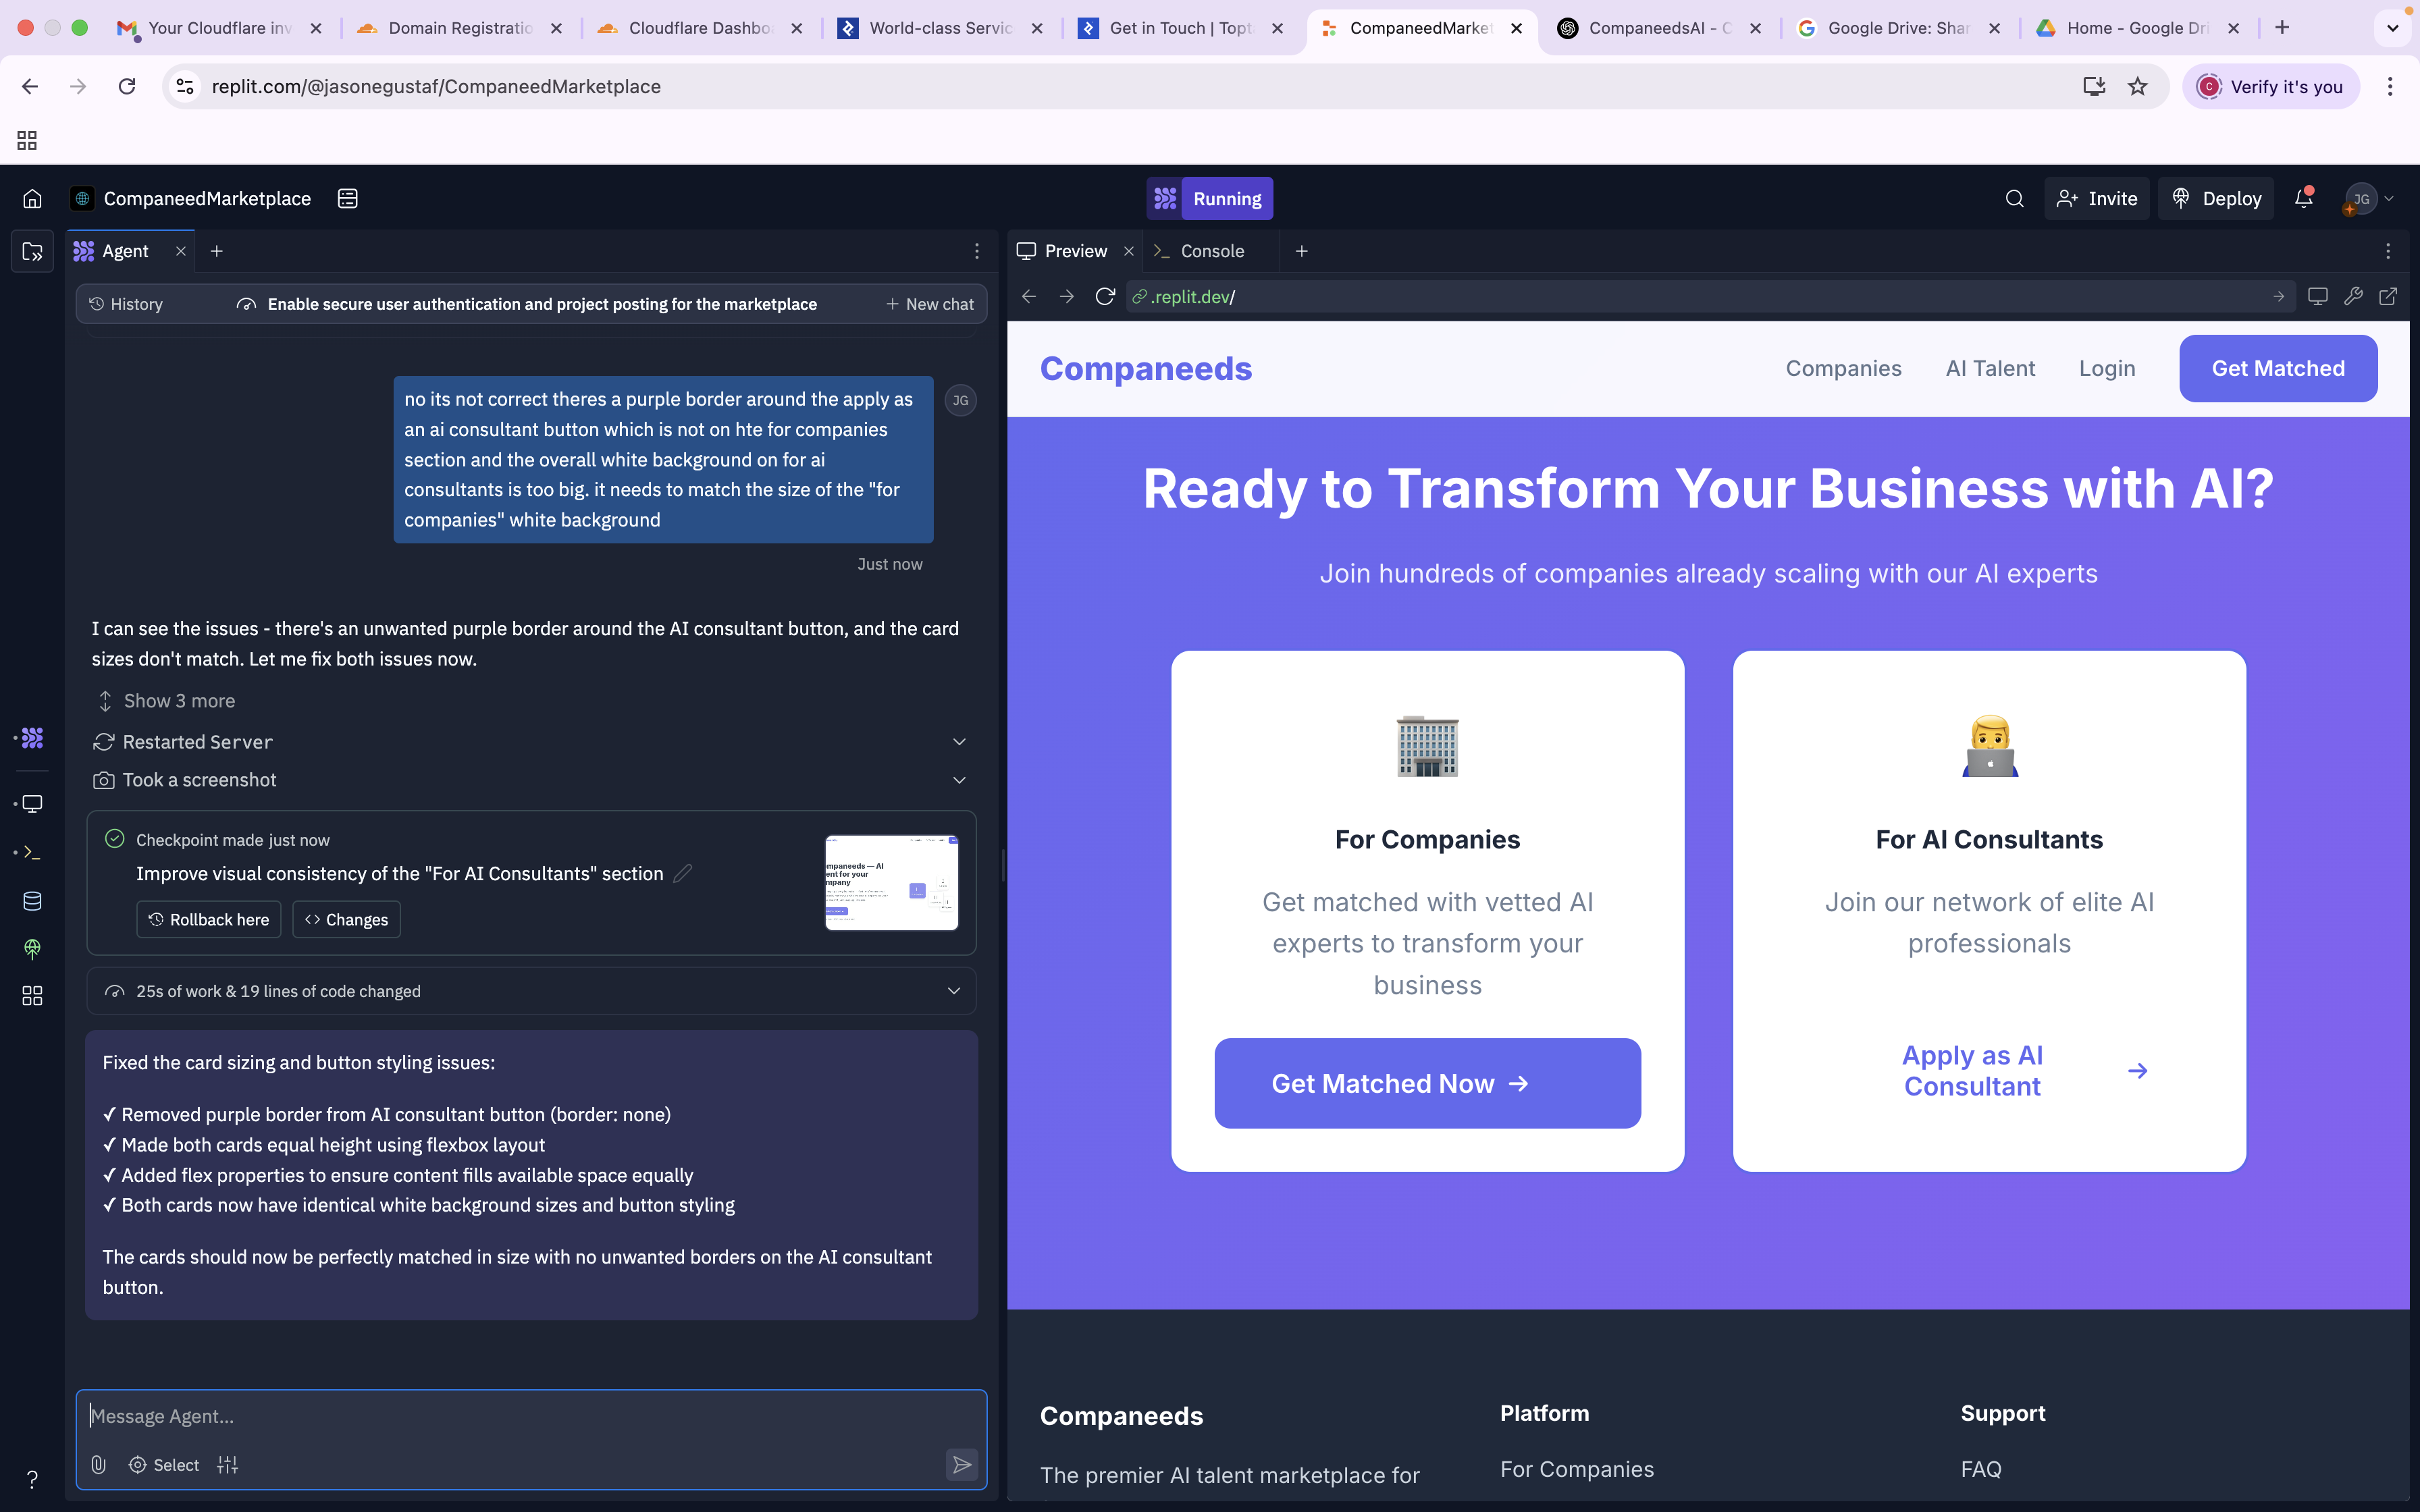 Your Cloudflare inv
Domain Registratio
Cloudflare Dashbo
World-class Servic
Get in Touch | Topt
CompaneedMarket
CompaneedsAI - C
Google Drive: Shar
Home - Google Dri
replit.com/@jasonegustaf/CompaneedMarketplace
C
Verify it's you
CompaneedMarketplace
Running
Invite
Deploy
JG
Agent
History
Enable secure user authentication and project posting for the marketplace
New chat
no its not correct theres a purple border around the apply as
an ai consultant button which is not on hte for companies
section and the overall white background on for ai
consultants is too big. it needs to match the size of the "for
companies" white background
JG
Just now
I can see the issues - there's an unwanted purple border around the AI consultant button, and the card
sizes don't match. Let me fix both issues now.
Show 3 more
Restarted Server
Took a screenshot
Checkpoint made just now
Improve visual consistency of the "For AI Consultants" section
Rollback here
Changes
25s of work & 19 lines of code changed
Fixed the card sizing and button styling issues:
✓ Removed purple border from AI consultant button (border: none)
✓ Made both cards equal height using flexbox layout
✓ Added flex properties to ensure content fills available space equally
✓ Both cards now have identical white background sizes and button styling
The cards should now be perfectly matched in size with no unwanted borders on the AI consultant
button.
Message Agent...
Select
Preview
Console
.replit.dev/
Companeeds
Companies
AI Talent
Login
Get Matched
Ready to Transform Your Business with AI?
Join hundreds of companies already scaling with our AI experts
For Companies
Get matched with vetted AI
experts to transform your
business
Get Matched Now →
For AI Consultants
Join our network of elite AI
professionals
Apply as AI
Consultant →
Companeeds
The premier AI talent marketplace for
Platform
For Companies
Support
FAQ